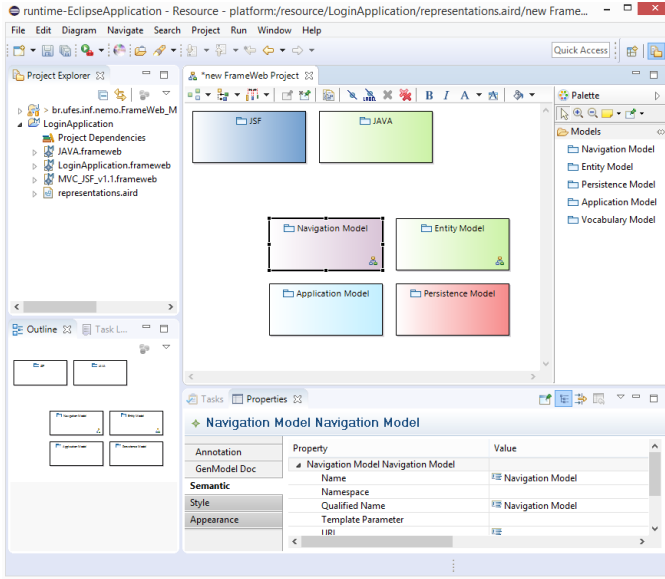 runtime-EclipseApplication - Resource - platform:/resource/LoginApplication/representations.aird/new Frame...
File Edit Diagram Navigate Search Project Run Window Help
Quick Access
Project Explorer
> br.ufes.inf.nemo.FrameWeb_M
LoginApplication
Project Dependencies
JAVA.frameweb
LoginApplication.frameweb
MVC_JSF_v1.1.frameweb
representations.aird
*new FrameWeb Project
B I A
JSF
JAVA
Navigation Model
Entity Model
Application Model
Persistence Model
Palette
Models
Navigation Model
Entity Model
Persistence Model
Application Model
Vocabulary Model
Outline
Task L...
Tasks
Properties
Navigation Model Navigation Model
Annotation
GenModel Doc
Semantic
Style
Appearance
Property Value
Navigation Model Navigation Model
Name Navigation Model
Namespace
Qualified Name Navigation Model
Template Parameter
URI